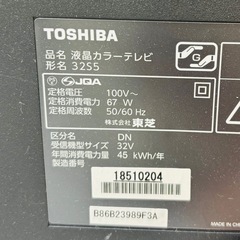 TOSHIBA
品名 液晶カラーテレビ
形名 32S5
S JQA
定格電圧 100V~
定格消費電力 67 W
定格周波数 50/60 Hz
株式会社 東芝
区分名 DN
受信機型サイズ 32V
年間消費電力量 45 kWh/年
18510204
B86B23989F3A